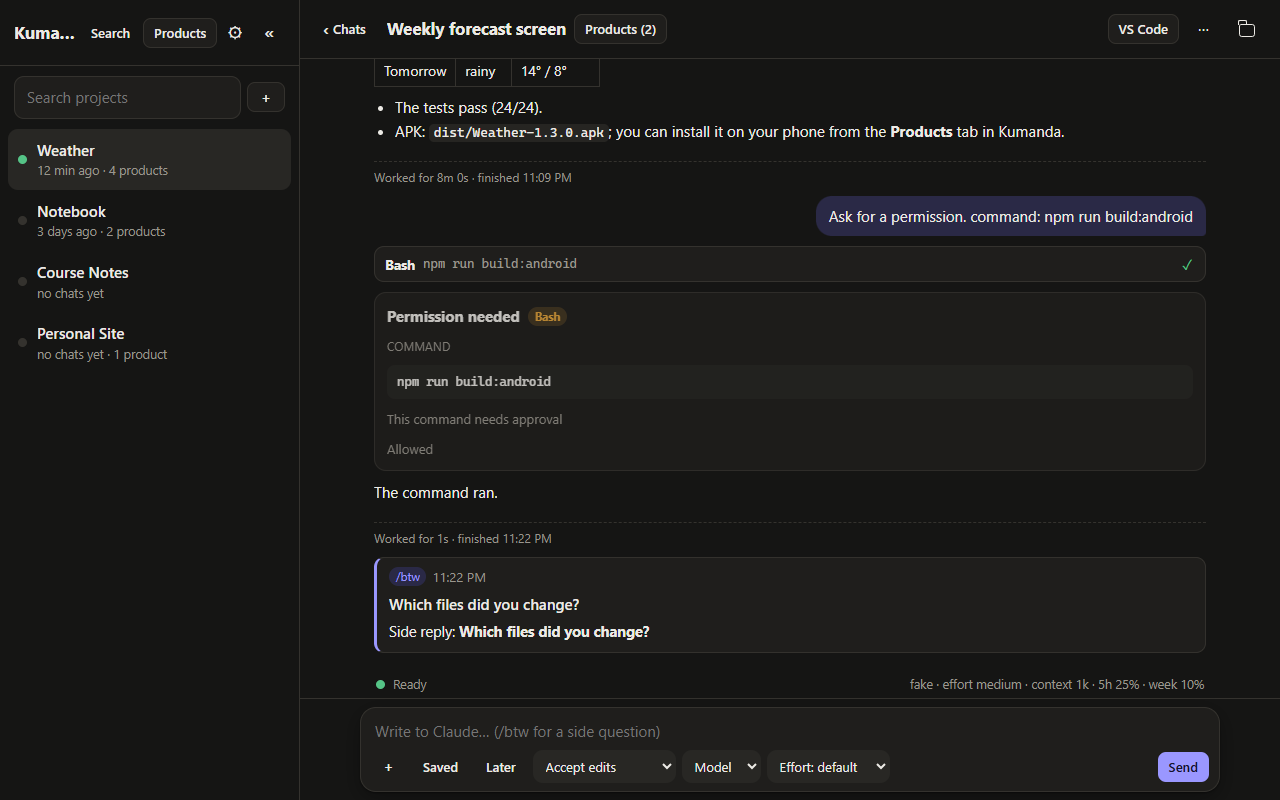 Kuma...
Search
Products
Search projects
+
Weather
12 min ago · 4 products
Notebook
3 days ago · 2 products
Course Notes
no chats yet
Personal Site
no chats yet · 1 product
‹ Chats
Weekly forecast screen
Products (2)
VS Code
...
Tomorrow rainy 14° / 8°
• The tests pass (24/24).
• APK: dist/Weather-1.3.0.apk; you can install it on your phone from the Products tab in Kumanda.
Worked for 8m 0s · finished 11:09 PM
Ask for a permission. command: npm run build:android
Bash npm run build:android ✓
Permission needed Bash
COMMAND
npm run build:android
This command needs approval
Allowed
The command ran.
Worked for 1s · finished 11:22 PM
/btw 11:22 PM
Which files did you change?
Side reply: Which files did you change?
Ready
fake · effort medium · context 1k · 5h 25% · week 10%
Write to Claude... (/btw for a side question)
+ Saved Later Accept edits Model Effort: default Send